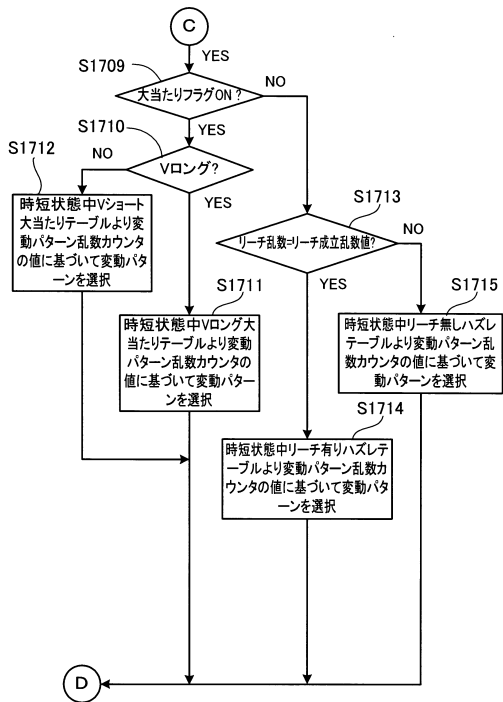 C
YES
S1709
大当たりフラグON？
NO
YES
S1710
Vロング？
S1712
NO
YES
時短状態中Vショート
大当たりテーブルより変
動パターン乱数カウンタ
の値に基づいて変動パ
ターンを選択
S1713
リーチ乱数=リーチ成立乱数値?
NO
YES
S1711
時短状態中Vロング大
当たりテーブルより変動
パターン乱数カウンタの
値に基づいて変動パター
ンを選択
S1715
時短状態中リーチ無しハズレ
テーブルより変動パターン乱
数カウンタの値に基づいて変
動パターンを選択
S1714
時短状態中リーチ有りハズレテ
ーブルより変動パターン乱数カ
ウンタの値に基づいて変動パタ
ーンを選択
D